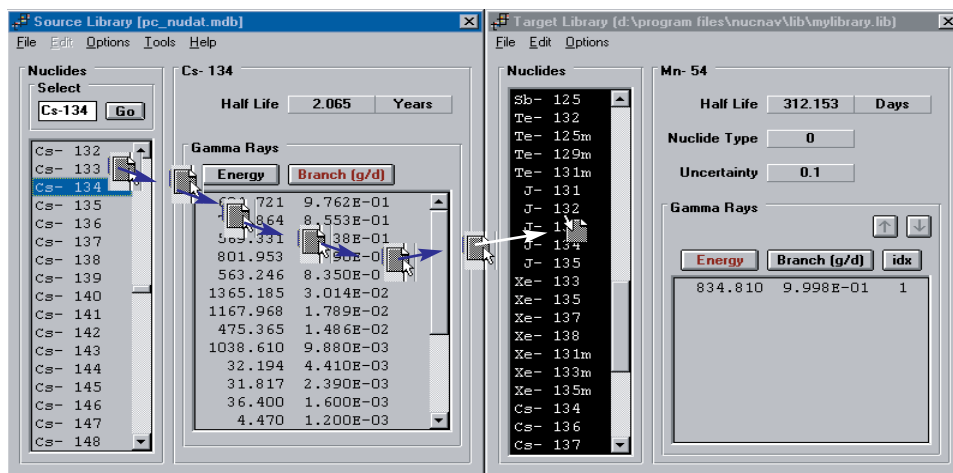 Source Library [pc_nudat.mdb]
File Edit Options Tools Help
Nuclides
Select
Cs-134 Go
Cs- 132
Cs- 133
Cs- 134
Cs- 135
Cs- 136
Cs- 137
Cs- 138
Cs- 139
Cs- 140
Cs- 141
Cs- 142
Cs- 143
Cs- 144
Cs- 145
Cs- 146
Cs- 147
Cs- 148
Cs- 134
Half Life 2.065 Years
Gamma Rays
Energy Branch (g/d)
721 9.762E-01
864 8.553E-01
569.331 38E-01
801.953
563.246 8.350E-0
1365.185 3.014E-02
1167.968 1.789E-02
475.365 1.486E-02
1038.610 9.880E-03
32.194 4.410E-03
31.817 2.390E-03
36.400 1.600E-03
4.470 1.200E-03
Target Library (d:\program files\nucnav\lib\mylibrary.lib)
File Edit Options
Nuclides
Sb- 125
Te- 132
Te- 125m
Te- 129m
Te- 131m
J- 131
J- 132
J-
J- 134
J- 135
Xe- 133
Xe- 135
Xe- 137
Xe- 138
Xe- 131m
Xe- 133m
Xe- 135m
Cs- 134
Cs- 136
Cs- 137
Mn- 54
Half Life 312.153 Days
Nuclide Type 0
Uncertainty 0.1
Gamma Rays
Energy Branch (g/d) idx
834.810 9.998E-01 1